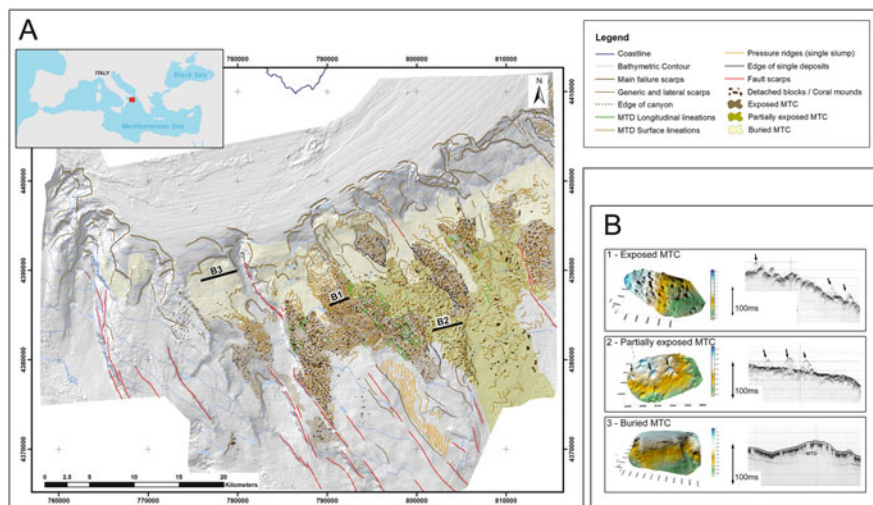 A
ITALY
Black Sea
Mediterranean Sea
780000
790000
800000
810000
N
4410000
4400000
4390000
4380000
4370000
4400000
4390000
4380000
4370000
B3
B1
B2
0 2.5 5 10 15 20
Kilometers
760000
770000
780000
790000
800000
810000
Legend
Coastline
Bathymetric Contour
Main failure scarps
Generic and lateral scarps
Edge of canyon
MTD Longitudinal lineations
MTD Surface lineations
Pressure ridges (single slump)
Edge of single deposits
Fault scarps
Detached blocks / Coral mounds
Exposed MTC
Partially exposed MTC
Buried MTC
B
1 - Exposed MTC
100ms
2 - Partially exposed MTC
100ms
3 - Buried MTC
100ms
MTD